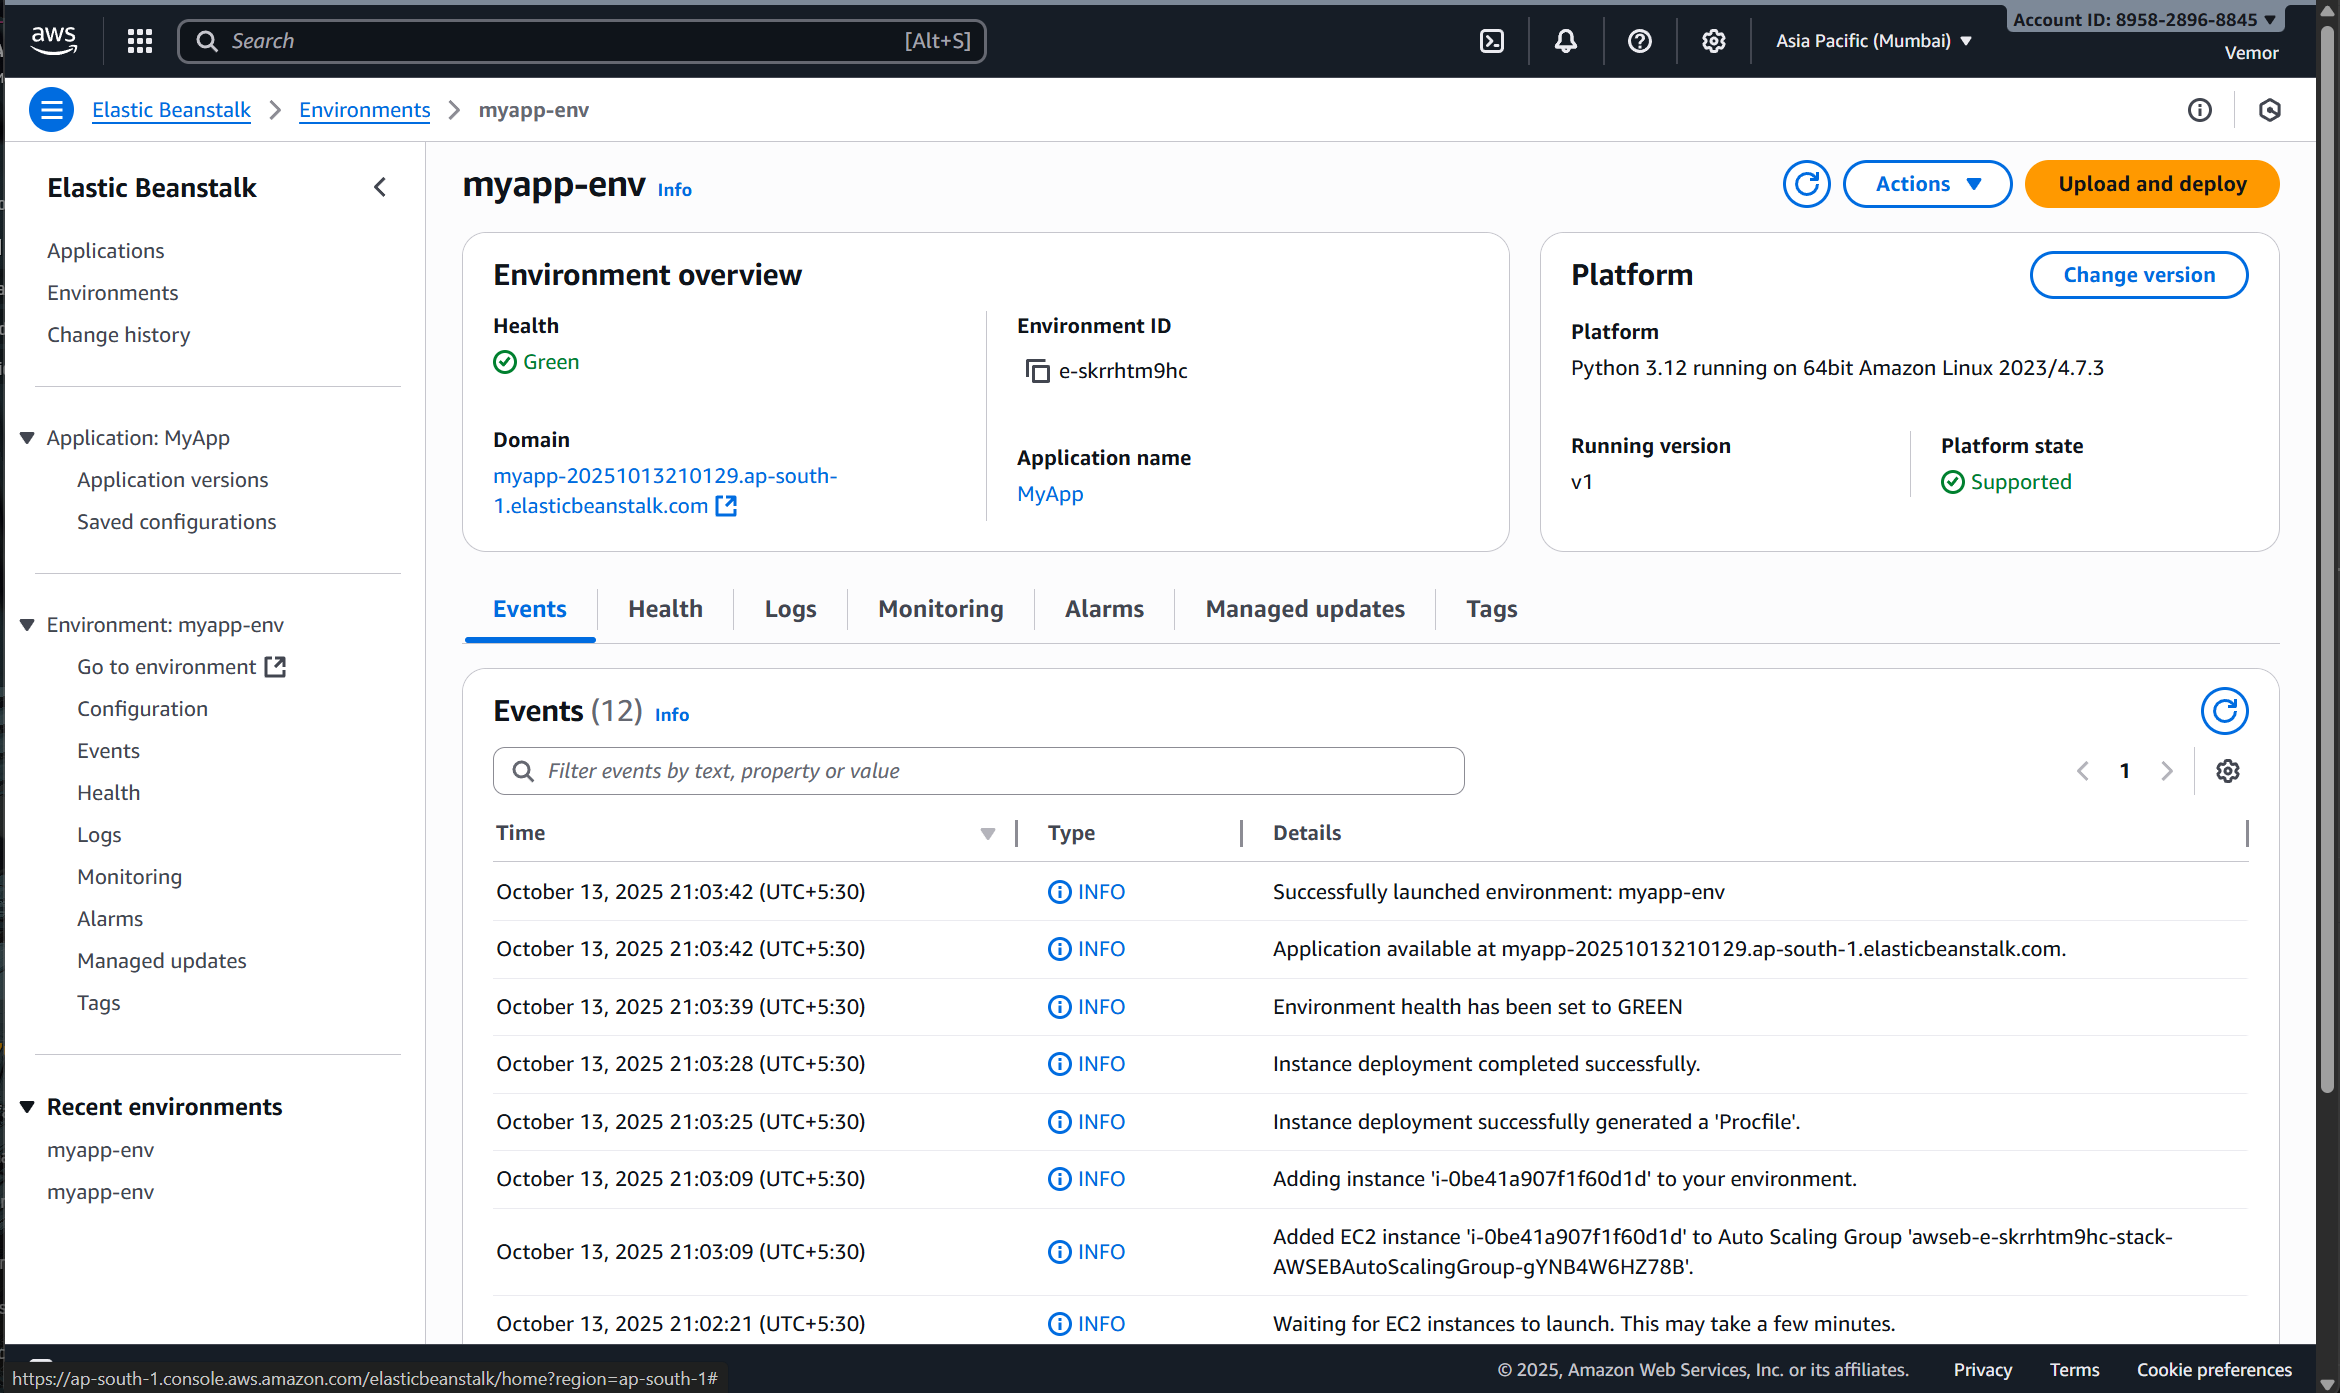 aws
Search
[Alt+S]
Asia Pacific (Mumbai)
Account ID: 8958-2896-8845
Vemor
Elastic Beanstalk
Environments
myapp-env
Elastic Beanstalk
Applications
Environments
Change history
Application: MyApp
Application versions
Saved configurations
Environment: myapp-env
Go to environment
Configuration
Events
Health
Logs
Monitoring
Alarms
Managed updates
Tags
Recent environments
myapp-env
myapp-env
myapp-env Info
Actions
Upload and deploy
Environment overview
Health
Green
Domain
myapp-20251013210129.ap-south-
1.elasticbeanstalk.com
Environment ID
e-skrrhtm9hc
Application name
MyApp
Platform
Change version
Platform
Python 3.12 running on 64bit Amazon Linux 2023/4.7.3
Running version
v1
Platform state
Supported
Events
Health
Logs
Monitoring
Alarms
Managed updates
Tags
Events (12) Info
Filter events by text, property or value
1
Time Type Details
October 13, 2025 21:03:42 (UTC+5:30) INFO Successfully launched environment: myapp-env
October 13, 2025 21:03:42 (UTC+5:30) INFO Application available at myapp-20251013210129.ap-south-1.elasticbeanstalk.com.
October 13, 2025 21:03:39 (UTC+5:30) INFO Environment health has been set to GREEN
October 13, 2025 21:03:28 (UTC+5:30) INFO Instance deployment completed successfully.
October 13, 2025 21:03:25 (UTC+5:30) INFO Instance deployment successfully generated a 'Procfile'.
October 13, 2025 21:03:09 (UTC+5:30) INFO Adding instance 'i-0be41a907f1f60d1d' to your environment.
October 13, 2025 21:03:09 (UTC+5:30) INFO Added EC2 instance 'i-0be41a907f1f60d1d' to Auto Scaling Group 'awseb-e-skrrhtm9hc-stack-
AWSEBAutoScalingGroup-gYNB4W6HZ78B'.
October 13, 2025 21:02:21 (UTC+5:30) INFO Waiting for EC2 instances to launch. This may take a few minutes.
https://ap-south-1.console.aws.amazon.com/elasticbeanstalk/home?region=ap-south-1#
© 2025, Amazon Web Services, Inc. or its affiliates.
Privacy
Terms
Cookie preferences